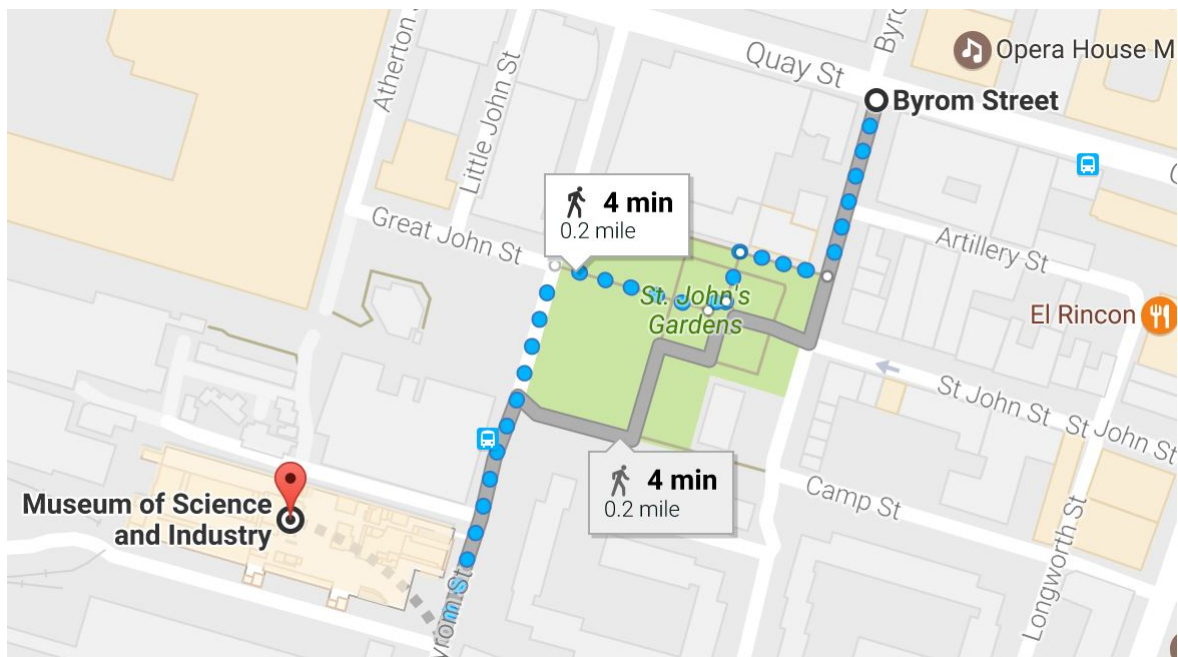 Quay St
Byro
Opera House M
Byrom Street
Atherton
Little John St
4 min
0.2 mile
Great John St
Artillery St
St. John's
Gardens
El Rincon
St John St
St John St
4 min
0.2 mile
Museum of Science
and Industry
Camp St
Longworth St
yrom St